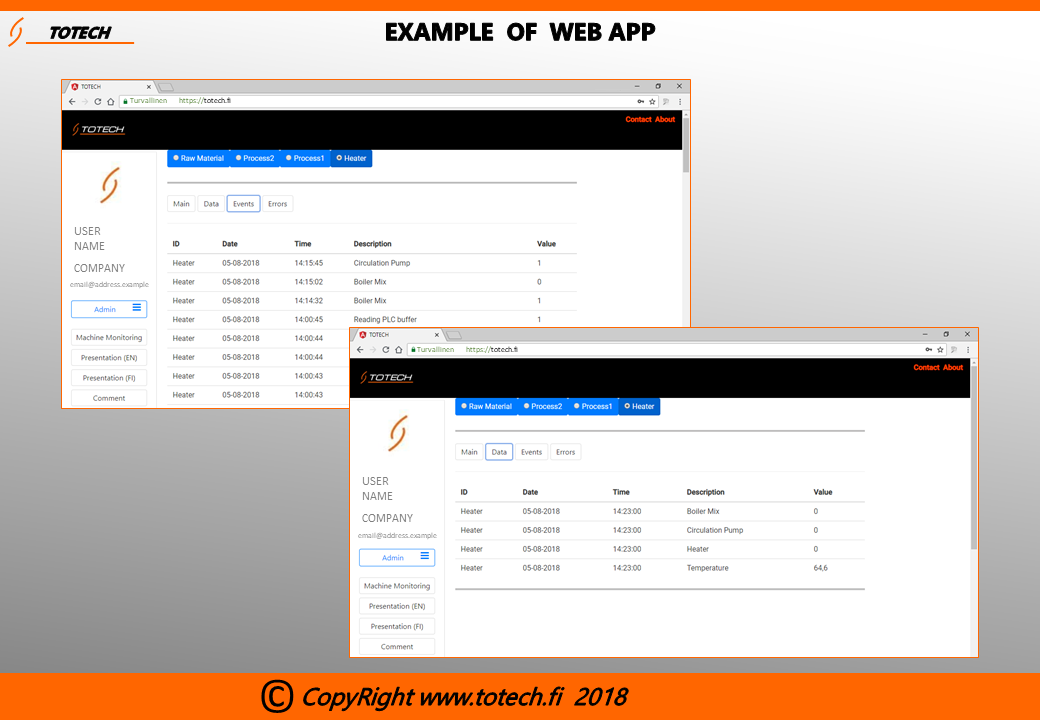 TOTECH
EXAMPLE OF WEB APP
TOTECH
Turvallinen https://totech.fi
TOTECH
Contact About
USER
NAME
COMPANY
email@address.example
Admin
Machine Monitoring
Presentation (EN)
Presentation (FI)
Comment
Raw Material Process2 Process1 Heater
Main Data Events Errors
ID Date Time Description Value
Heater 05-08-2018 14:15:45 Circulation Pump 1
Heater 05-08-2018 14:15:02 Boiler Mix 0
Heater 05-08-2018 14:14:32 Boiler Mix 1
Heater 05-08-2018 14:00:45 Reading PLC buffer 1
Heater 05-08-2018 14:00:44
Heater 05-08-2018 14:00:44
Heater 05-08-2018 14:00:43
Heater 05-08-2018 14:00:43
TOTECH
Turvallinen https://totech.fi
TOTECH
Contact About
USER
NAME
COMPANY
email@address.example
Admin
Machine Monitoring
Presentation (EN)
Presentation (FI)
Comment
Raw Material Process2 Process1 Heater
Main Data Events Errors
ID Date Time Description Value
Heater 05-08-2018 14:23:00 Boiler Mix 0
Heater 05-08-2018 14:23:00 Circulation Pump 0
Heater 05-08-2018 14:23:00 Heater 0
Heater 05-08-2018 14:23:00 Temperature 64,6
© CopyRight www.totech.fi 2018